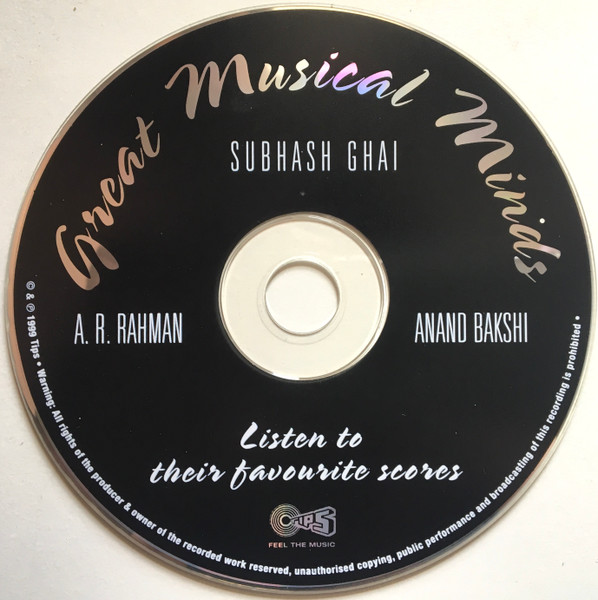 Great Musical Minds
SUBHASH GHAI
A. R. RAHMAN
ANAND BAKSHI
Listen to
their favourite scores
TIPS
FEEL THE MUSIC
© & ℗ 1999 Tips • Warning: All rights of the producer & owner of the recorded work reserved, unauthorised copying, public performance and broadcasting of this recording is prohibited •